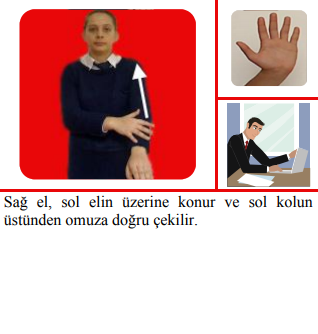 Sağ el, sol elin üzerine konur ve sol kolun
üstünden omuza doğru çekilir.